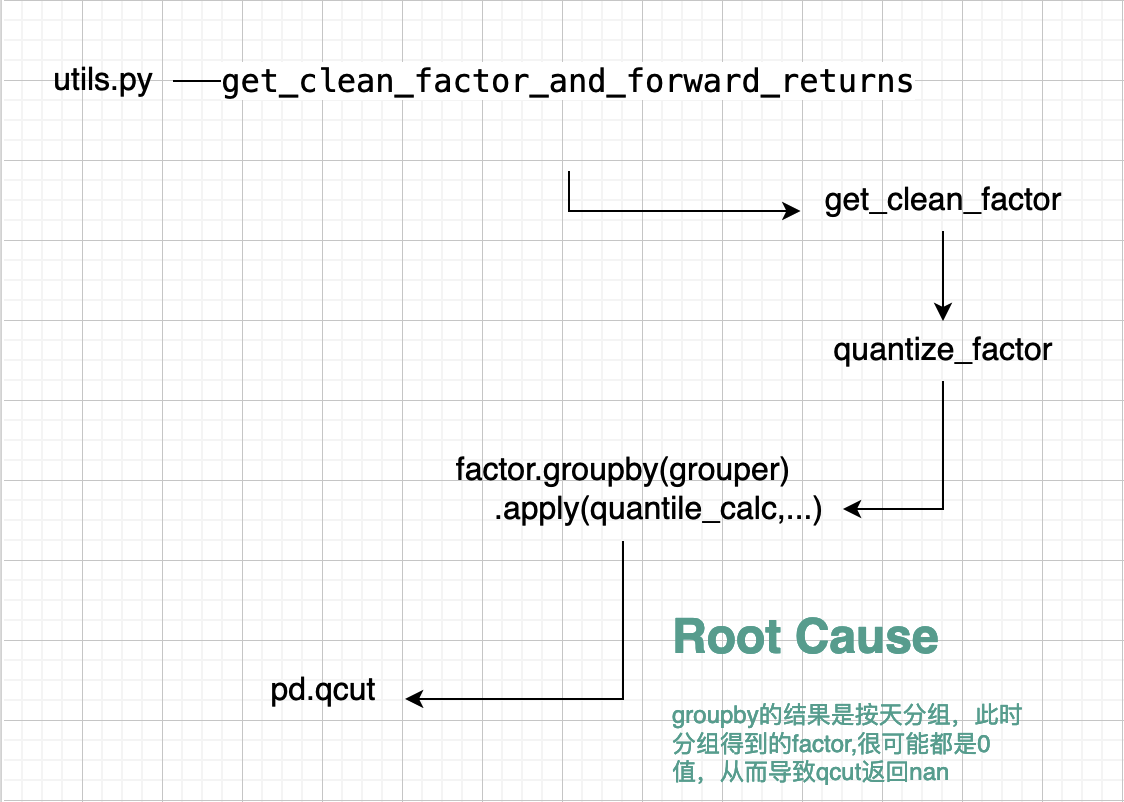 utils.py
get_clean_factor_and_forward_returns
get_clean_factor
quantize_factor
factor.groupby(grouper)
.apply(quantile_calc,...)
Root Cause
pd.qcut
groupby的结果是按天分组，此时
分组得到的factor,很可能都是0
值，从而导致qcut返回nan